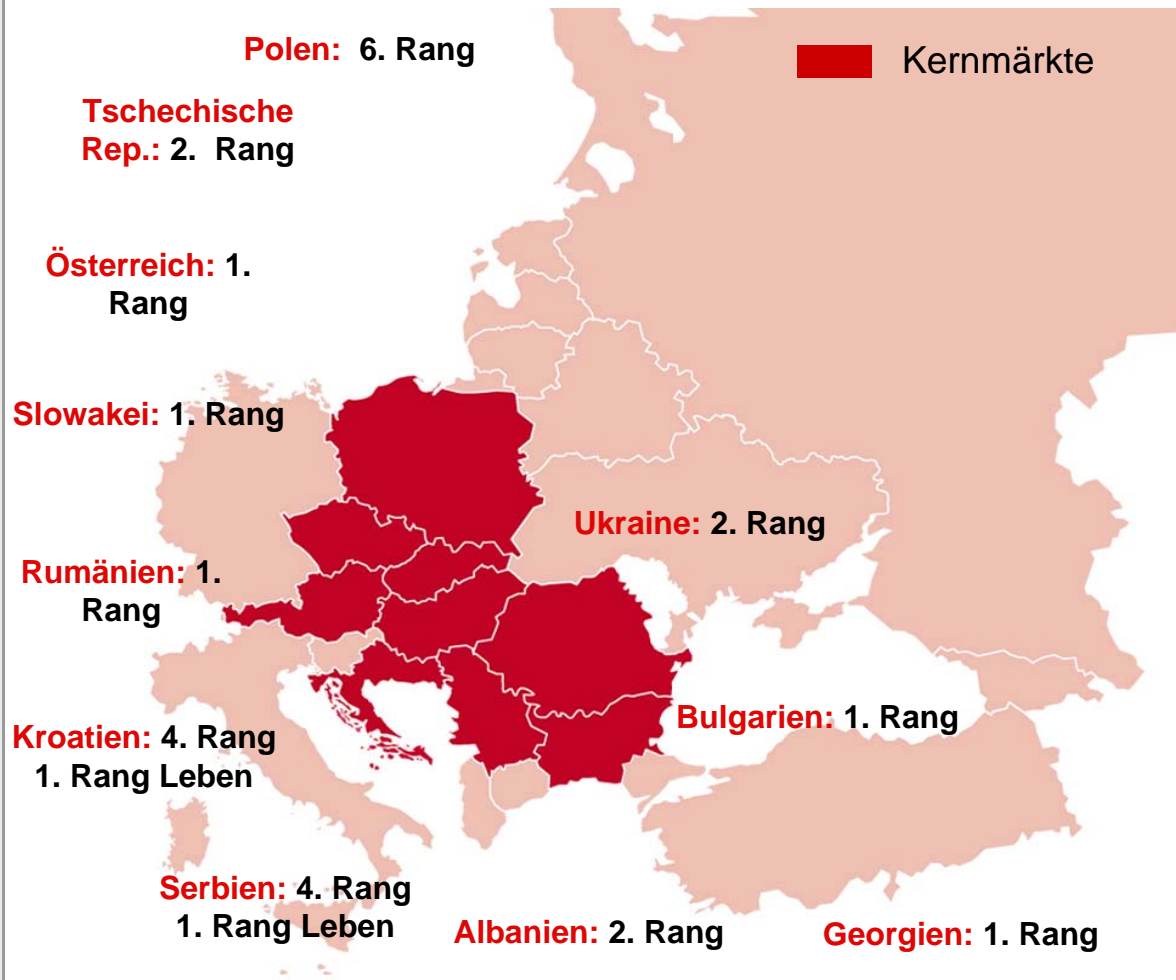 Polen: 6. Rang
Kernmärkte
Tschechische
Rep.: 2. Rang
Österreich: 1.
Rang
Slowakei: 1. Rang
Ukraine: 2. Rang
Rumänien: 1.
Rang
Bulgarien: 1. Rang
Kroatien: 4. Rang
1. Rang Leben
Serbien: 4. Rang
1. Rang Leben
Albanien: 2. Rang
Georgien: 1. Rang